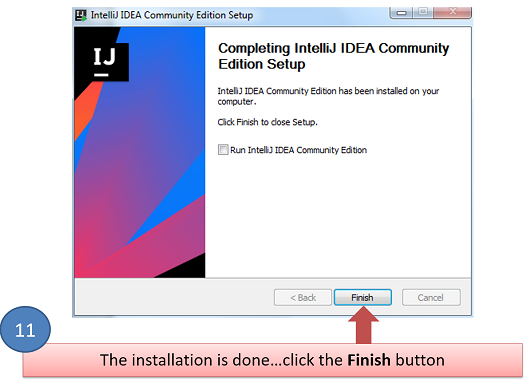 IntelliJ IDEA Community Edition Setup
IJ
Completing IntelliJ IDEA Community
Edition Setup
IntelliJ IDEA Community Edition has been installed on your
computer.
Click Finish to close Setup.
Run IntelliJ IDEA Community Edition
< Back
Finish
Cancel
11
The installation is done...click the Finish button